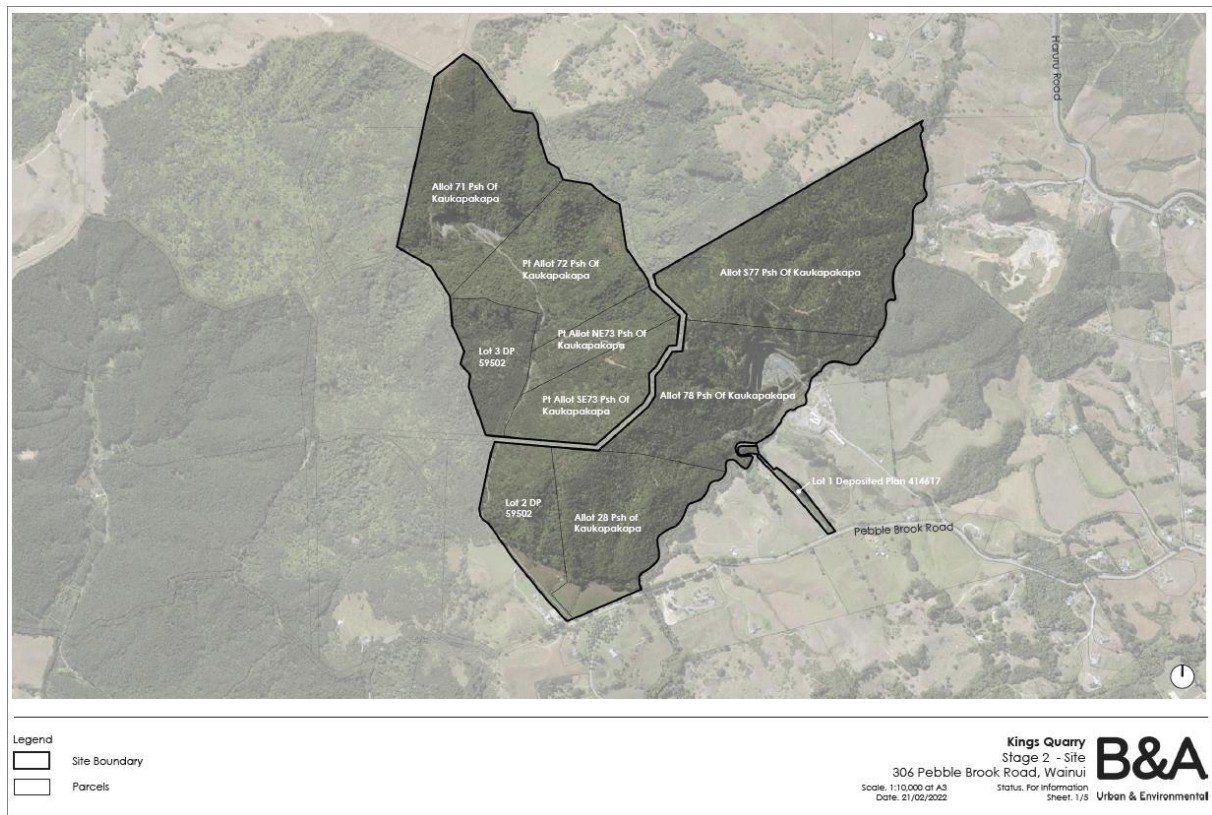 Haruru Road
Allot 71 Psh Of
Kaukapakapa
Pt Allot 72 Psh Of
Kaukapakapa
Allot S77 Psh Of Kaukapakapa
Pt Allot NE73 Psh Of
Kaukapakapa
Lot 3 DP
59502
Pt Allot SE73 Psh Of
Kaukapakapa
Allot 78 Psh Of Kaukapakapa
Lot 1 Deposited Plan 414617
Lot 2 DP
59502
Allot 28 Psh of
Kaukapakapa
Pebble Brook Road
Legend
Site Boundary
Parcels
Kings Quarry
Stage 2 - Site
306 Pebble Brook Road, Wainui
Scale. 1:10,000 at A3
Status. For Information
Date. 21/02/2022
Sheet. 1/5
B&A
Urban & Environmental